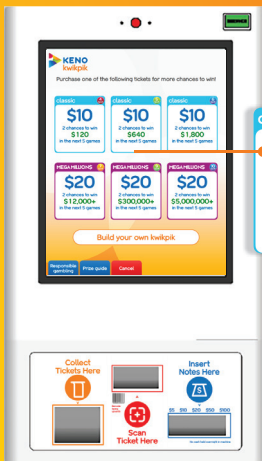 KENO
kwikpik
Purchase one of the following tickets for more chances to win!
classic classic classic
$10 $10 $10
2 chances to win 2 chances to win 2 chances to win
$120 $640 $1,800
in the next 5 games in the next 5 games in the next 5 games
MEGAMILLIONS MEGAMILLIONS MEGAMILLIONS
$20 $20 $20
2 chances to win 2 chances to win 2 chances to win
$12,000+ $300,000+ $5,000,000+
in the next 5 games in the next 5 games in the next 5 games
Build your own kwikpik
Responsible gambling Prize guide Cancel
Collect
Tickets Here
Insert
Notes Here
$5 $10 $20 $50 $100
Scan
Ticket Here